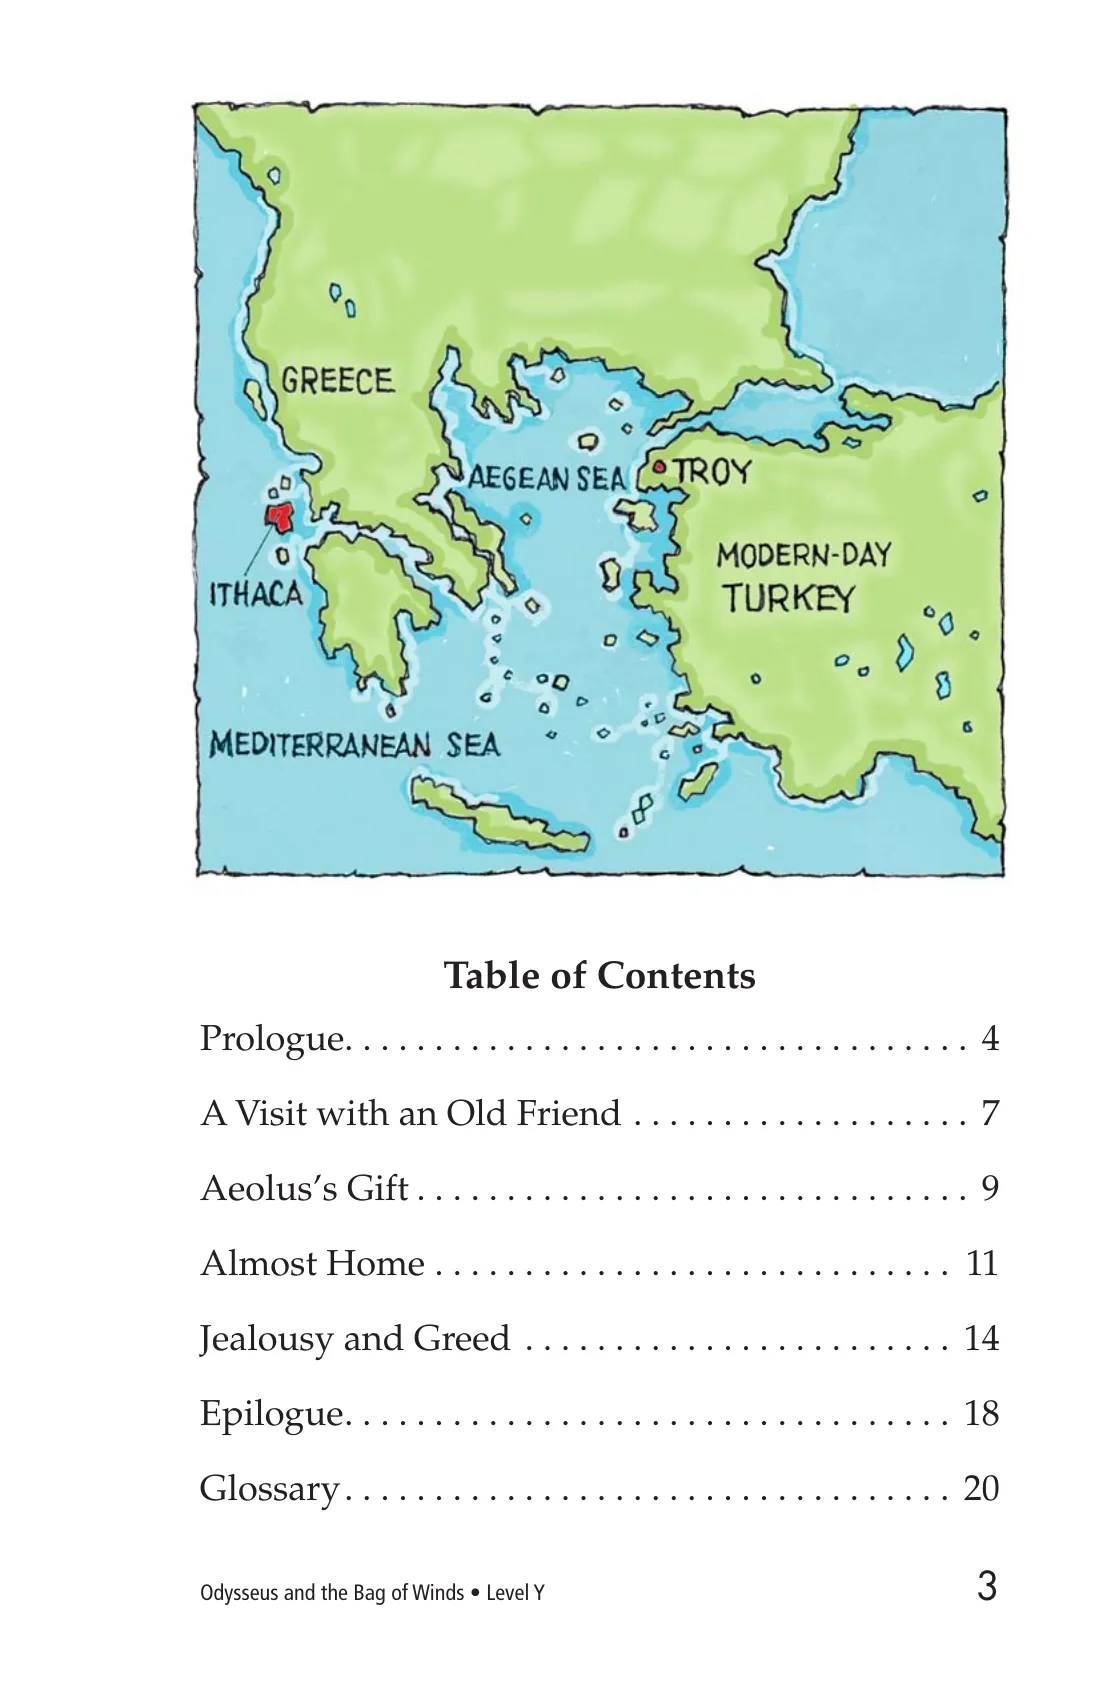 GREECE
AEGEAN SEA
TROY
MODERN-DAY
TURKEY
ITHACA
MEDITERRANEAN SEA
Table of Contents
Prologue. . . . . . . . . . . . . . . . . . . . . . . . . . . . . . . . . . . 4
A Visit with an Old Friend . . . . . . . . . . . . . . . . . . . 7
Aeolus’s Gift . . . . . . . . . . . . . . . . . . . . . . . . . . . . . . . 9
Almost Home . . . . . . . . . . . . . . . . . . . . . . . . . . . . . 11
Jealousy and Greed . . . . . . . . . . . . . . . . . . . . . . . . 14
Epilogue. . . . . . . . . . . . . . . . . . . . . . . . . . . . . . . . . . 18
Glossary . . . . . . . . . . . . . . . . . . . . . . . . . . . . . . . . . . 20
Odysseus and the Bag of Winds • Level Y 3